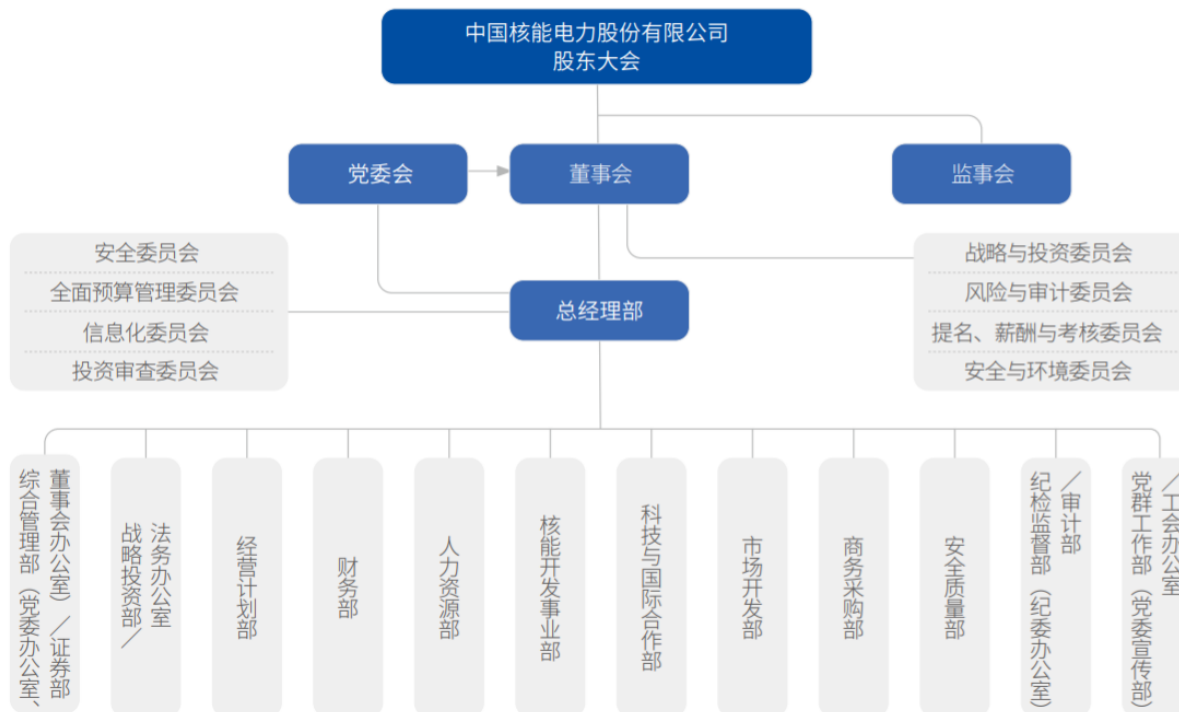 中国核能电力股份有限公司
股东大会
党委会
董事会
监事会
安全委员会
全面预算管理委员会
信息化委员会
投资审查委员会
总经理部
战略与投资委员会
风险与审计委员会
提名、薪酬与考核委员会
安全与环境委员会
综合管理部（党委办公室、
董事会办公室）／证券部
战略投资部／
法务办公室
经营计划部
财务部
人力资源部
核能开发事业部
科技与国际合作部
市场开发部
商务采购部
安全质量部
纪检监督部（纪委办公室）
／审计部
党群工作部（党委宣传部）
／工会办公室